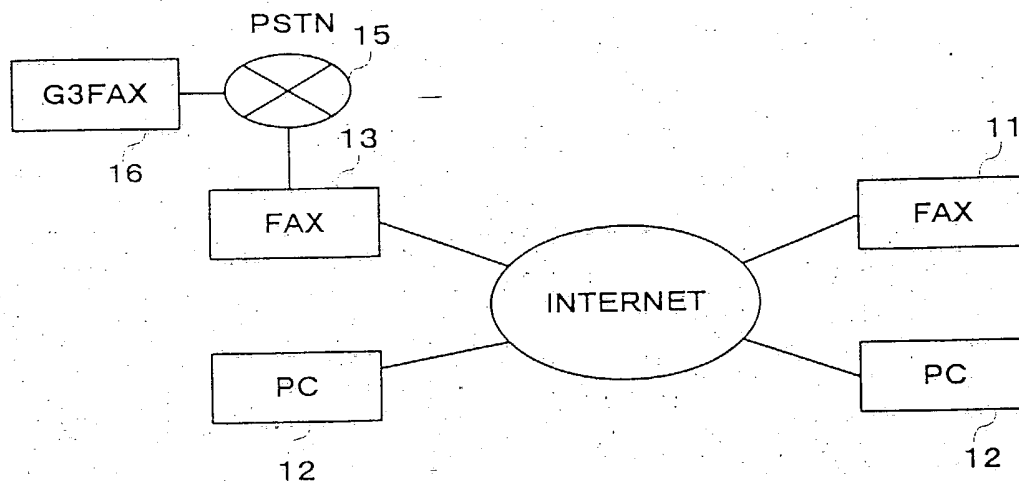 PSTN
15
G3FAX
16
13
FAX
11
FAX
INTERNET
PC
12
PC
12